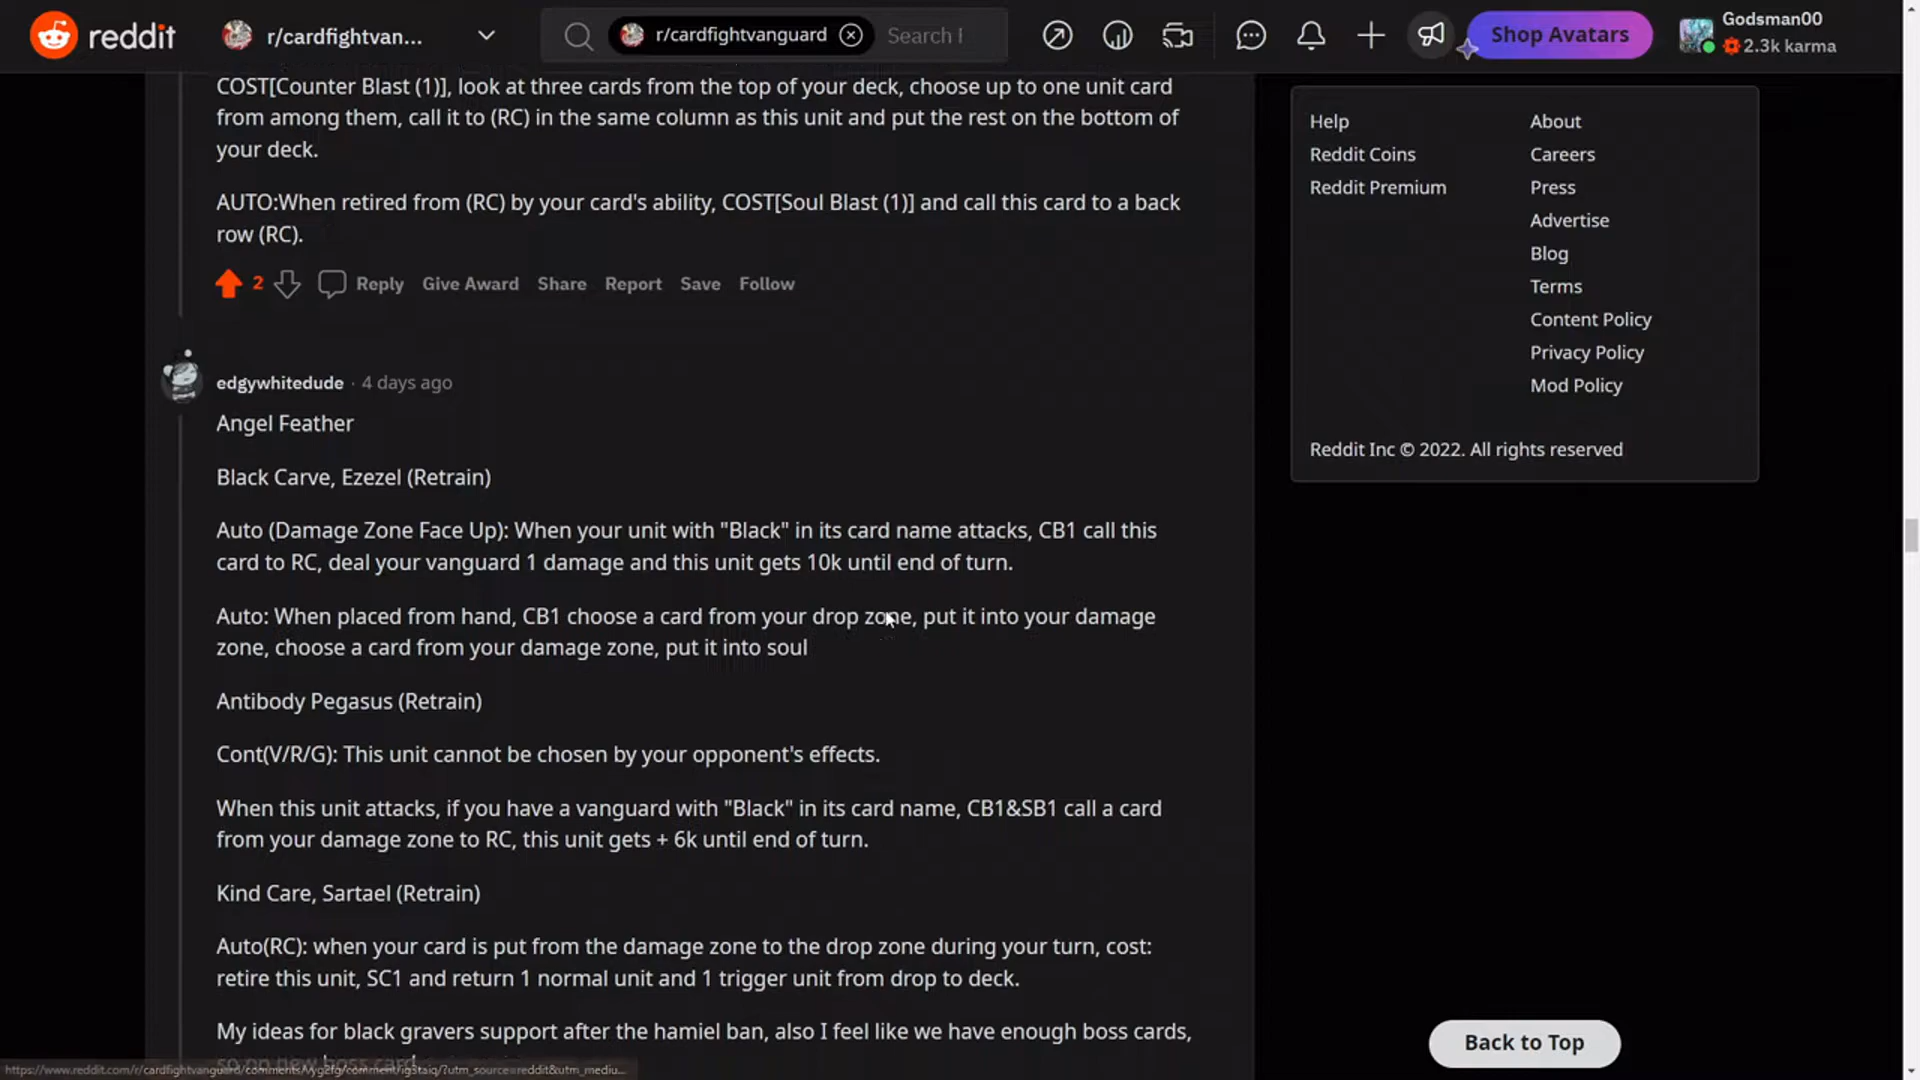 reddit
r/cardfightvan...
r/cardfightvanguard
Search
Shop Avatars
Godsman00
2.3k karma
COST[Counter Blast (1)], look at three cards from the top of your deck, choose up to one unit card
from among them, call it to (RC) in the same column as this unit and put the rest on the bottom of
your deck.
AUTO:When retired from (RC) by your card's ability, COST[Soul Blast (1)] and call this card to a back
row (RC).
2
Reply
Give Award
Share
Report
Save
Follow
edgywhitedude · 4 days ago
Angel Feather
Black Carve, Ezezel (Retrain)
Auto (Damage Zone Face Up): When your unit with "Black" in its card name attacks, CB1 call this
card to RC, deal your vanguard 1 damage and this unit gets 10k until end of turn.
Auto: When placed from hand, CB1 choose a card from your drop zone, put it into your damage
zone, choose a card from your damage zone, put it into soul
Antibody Pegasus (Retrain)
Cont(V/R/G): This unit cannot be chosen by your opponent's effects.
When this unit attacks, if you have a vanguard with "Black" in its card name, CB1&SB1 call a card
from your damage zone to RC, this unit gets + 6k until end of turn.
Kind Care, Sartael (Retrain)
Auto(RC): when your card is put from the damage zone to the drop zone during your turn, cost:
retire this unit, SC1 and return 1 normal unit and 1 trigger unit from drop to deck.
My ideas for black gravers support after the hamiel ban, also I feel like we have enough boss cards,
so no new boss card
Help
About
Reddit Coins
Careers
Reddit Premium
Press
Advertise
Blog
Terms
Content Policy
Privacy Policy
Mod Policy
Reddit Inc © 2022. All rights reserved
Back to Top